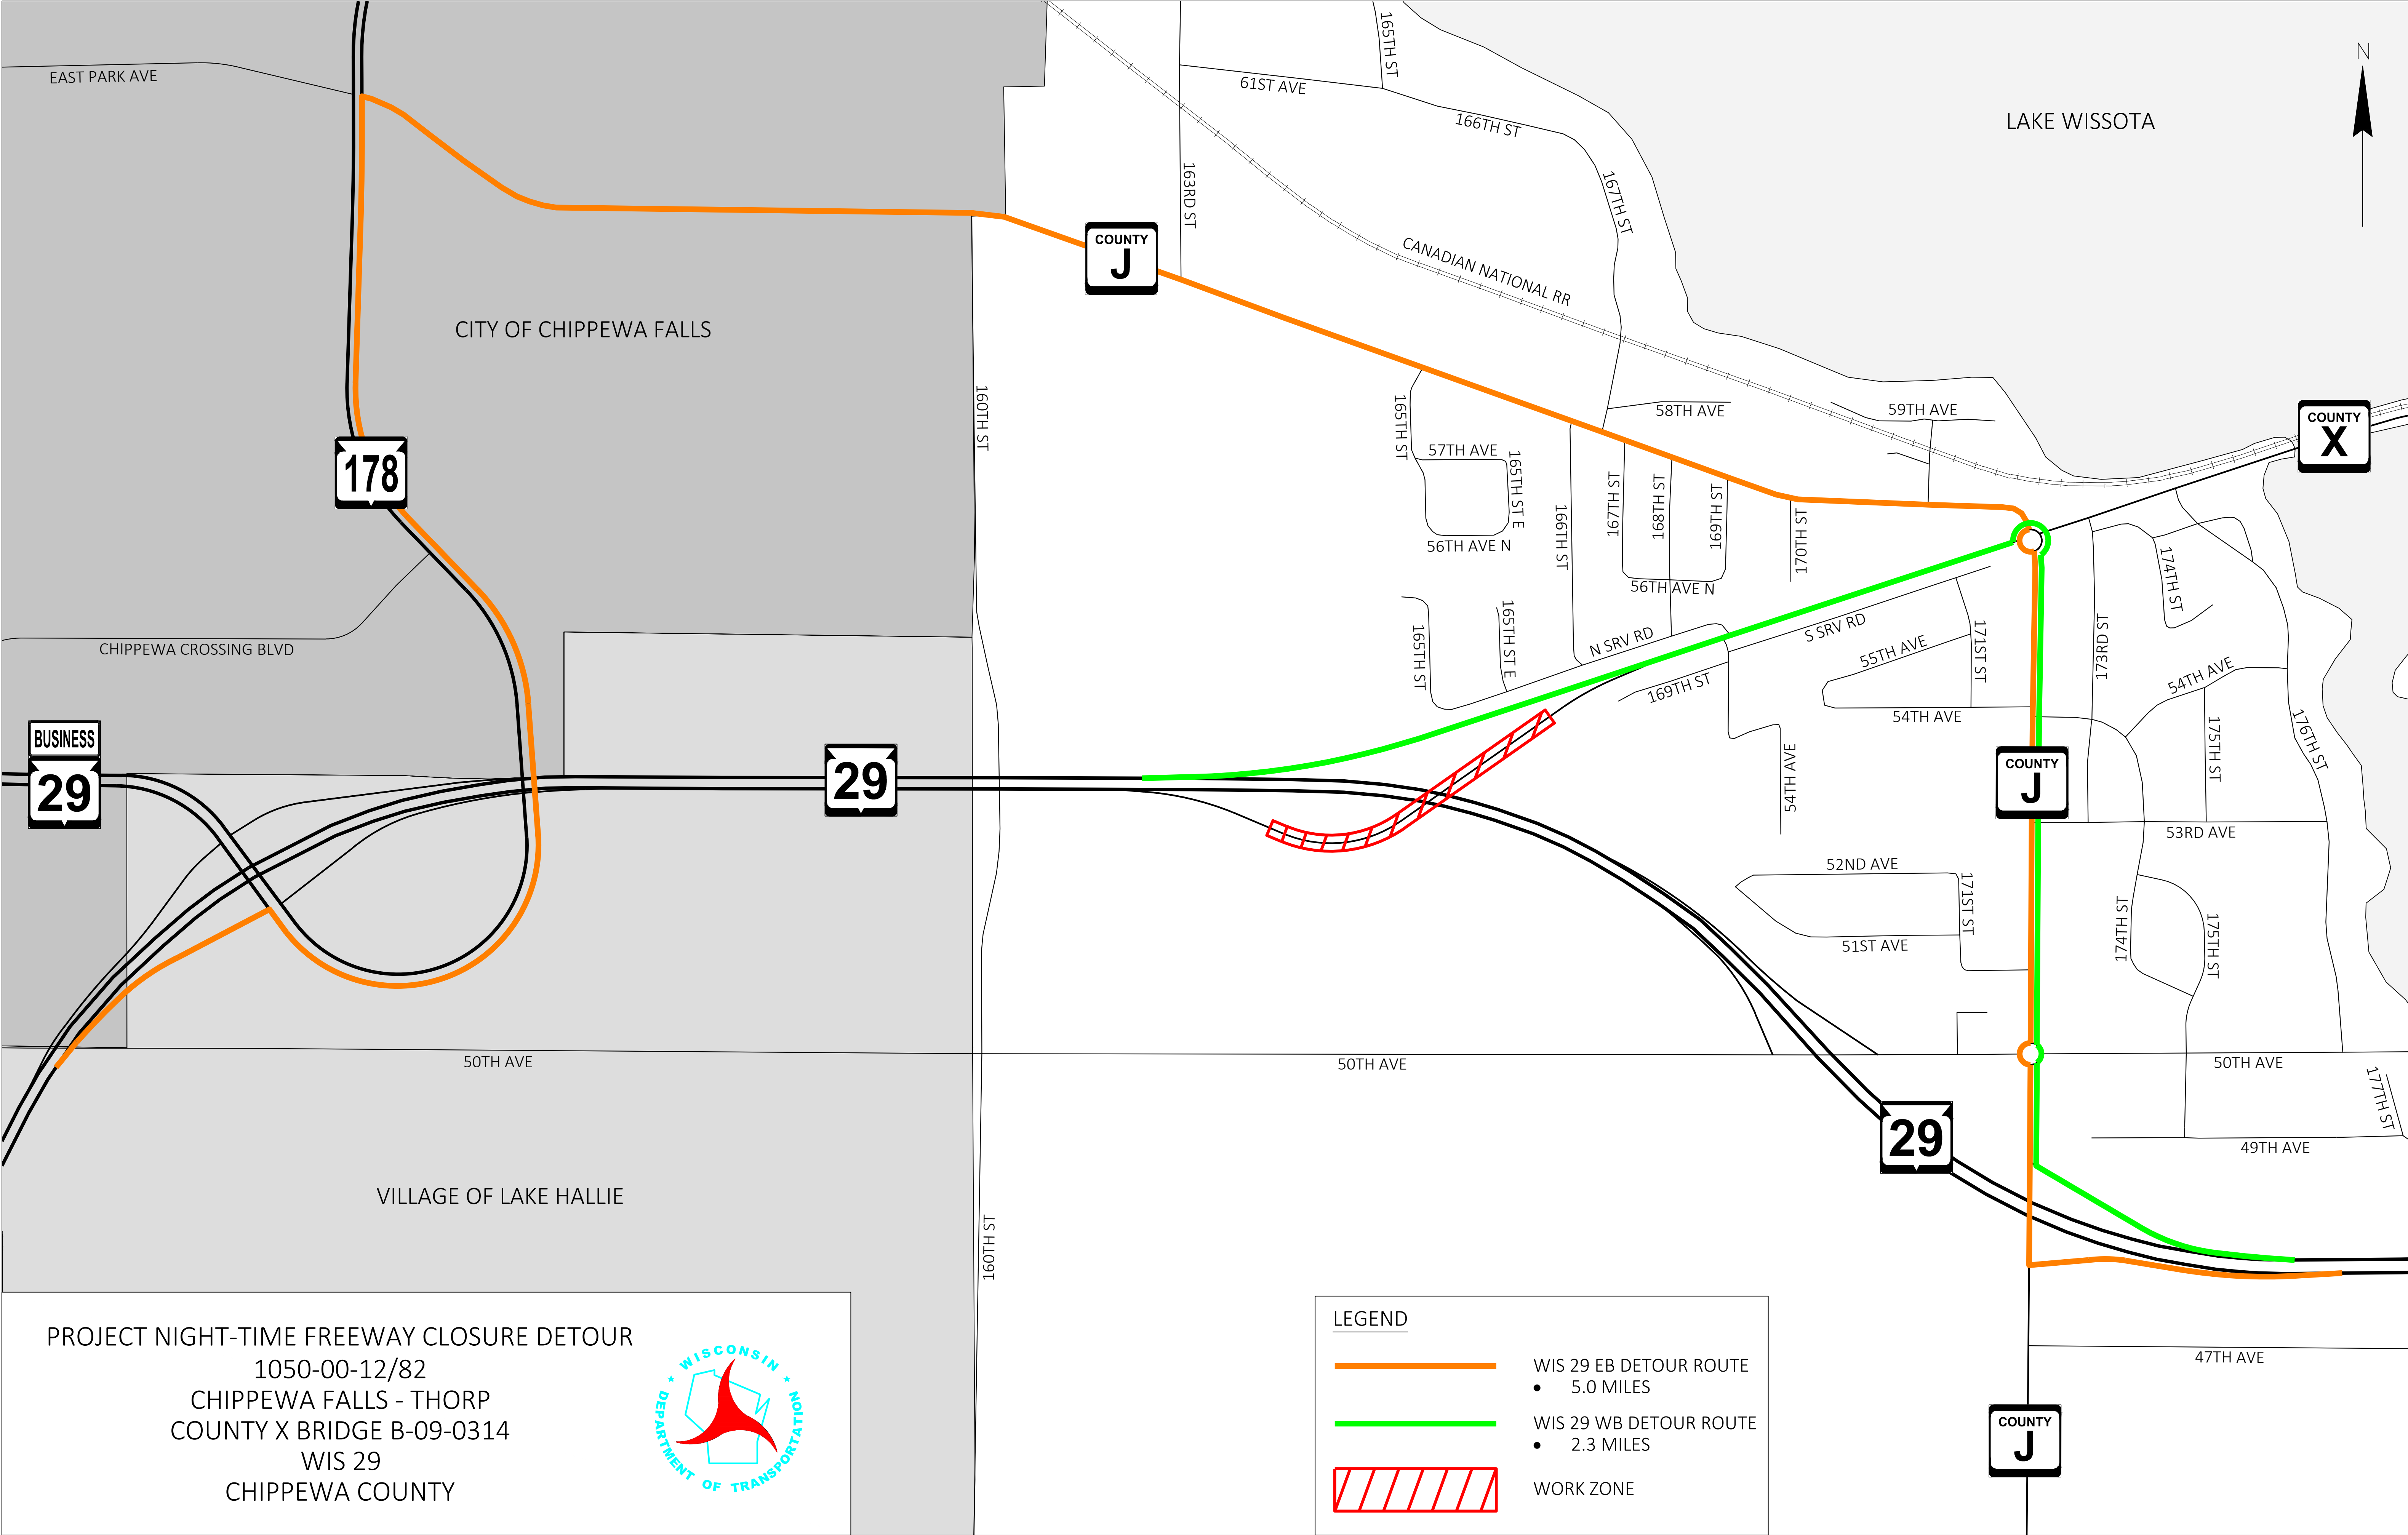 EAST PARK AVE
165TH ST
61ST AVE
166TH ST
N
LAKE WISSOTA
163RD ST
167TH ST
COUNTY
J
CANADIAN NATIONAL RR
CITY OF CHIPPEWA FALLS
160TH ST
178
165TH ST
57TH AVE
165TH ST E
56TH AVE N
58TH AVE
59TH AVE
COUNTY
X
166TH ST
167TH ST
168TH ST
169TH ST
170TH ST
56TH AVE N
174TH ST
CHIPPEWA CROSSING BLVD
165TH ST
165TH ST E
N SRV RD
S SRV RD
169TH ST
55TH AVE
171ST ST
173RD ST
54TH AVE
54TH AVE
175TH ST
176TH ST
BUSINESS
29
29
54TH AVE
COUNTY
J
53RD AVE
52ND AVE
171ST ST
51ST AVE
174TH ST
175TH ST
50TH AVE
50TH AVE
50TH AVE
177TH ST
29
49TH AVE
VILLAGE OF LAKE HALLIE
160TH ST
47TH AVE
COUNTY
J
PROJECT NIGHT-TIME FREEWAY CLOSURE DETOUR
1050-00-12/82
CHIPPEWA FALLS - THORP
COUNTY X BRIDGE B-09-0314
WIS 29
CHIPPEWA COUNTY
WISCONSIN
DEPARTMENT OF TRANSPORTATION
LEGEND
WIS 29 EB DETOUR ROUTE
• 5.0 MILES
WIS 29 WB DETOUR ROUTE
• 2.3 MILES
WORK ZONE